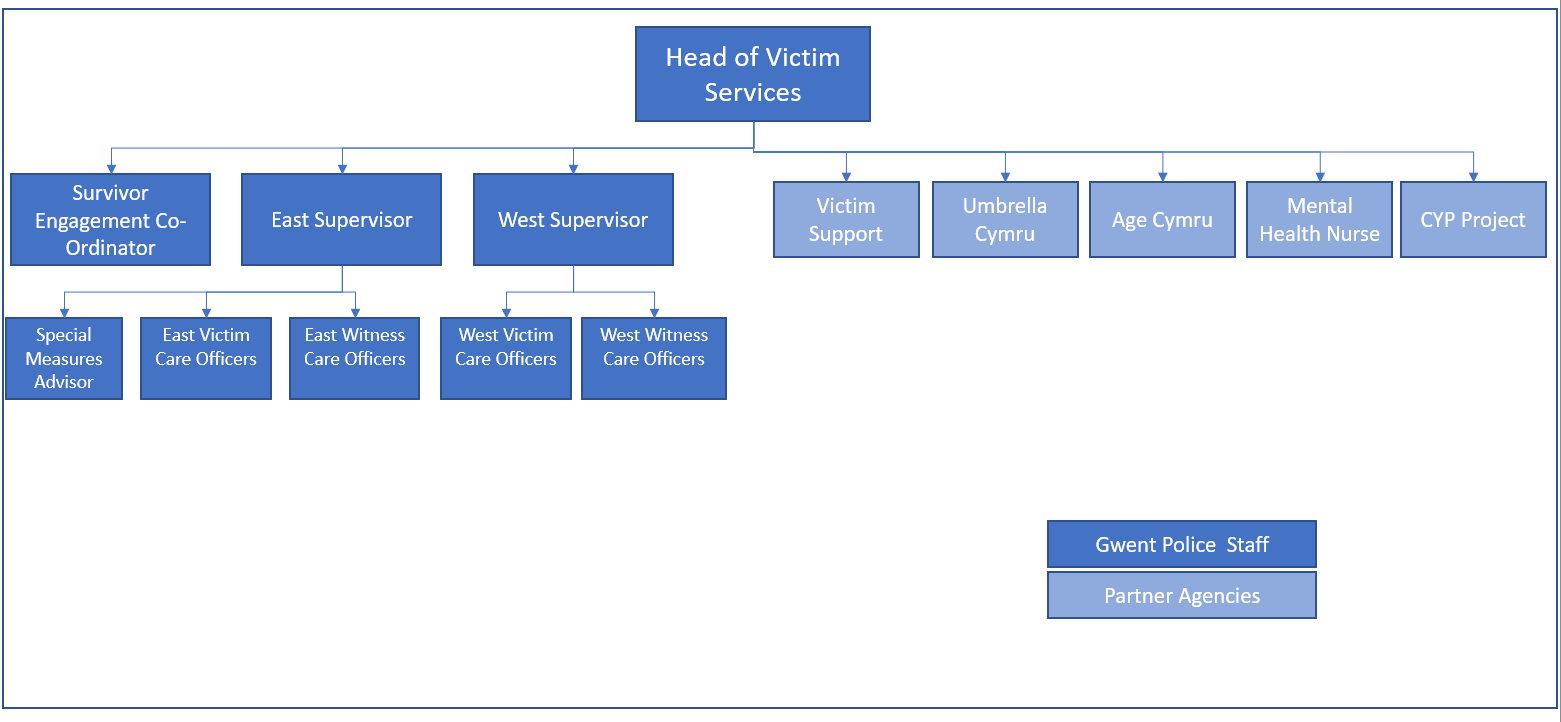 Head of Victim
Services
Survivor
Engagement Co-
Ordinator
East Supervisor
West Supervisor
Victim
Support
Umbrella
Cymru
Age Cymru
Mental
Health Nurse
CYP Project
Special
Measures
Advisor
East Victim
Care Officers
East Witness
Care Officers
West Victim
Care Officers
West Witness
Care Officers
Gwent Police  Staff
Partner Agencies